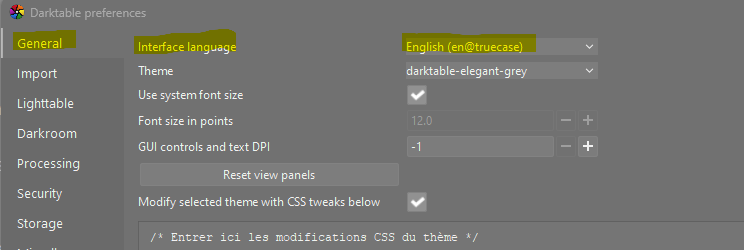 Darktable preferences
General
Import
Lighttable
Darkroom
Processing
Security
Storage
Interface language English (en@truecase)
Theme darktable-elegant-grey
Use system font size
Font size in points 12.0
GUI controls and text DPI -1
Reset view panels
Modify selected theme with CSS tweaks below
/* Entrer ici les modifications CSS du thème */